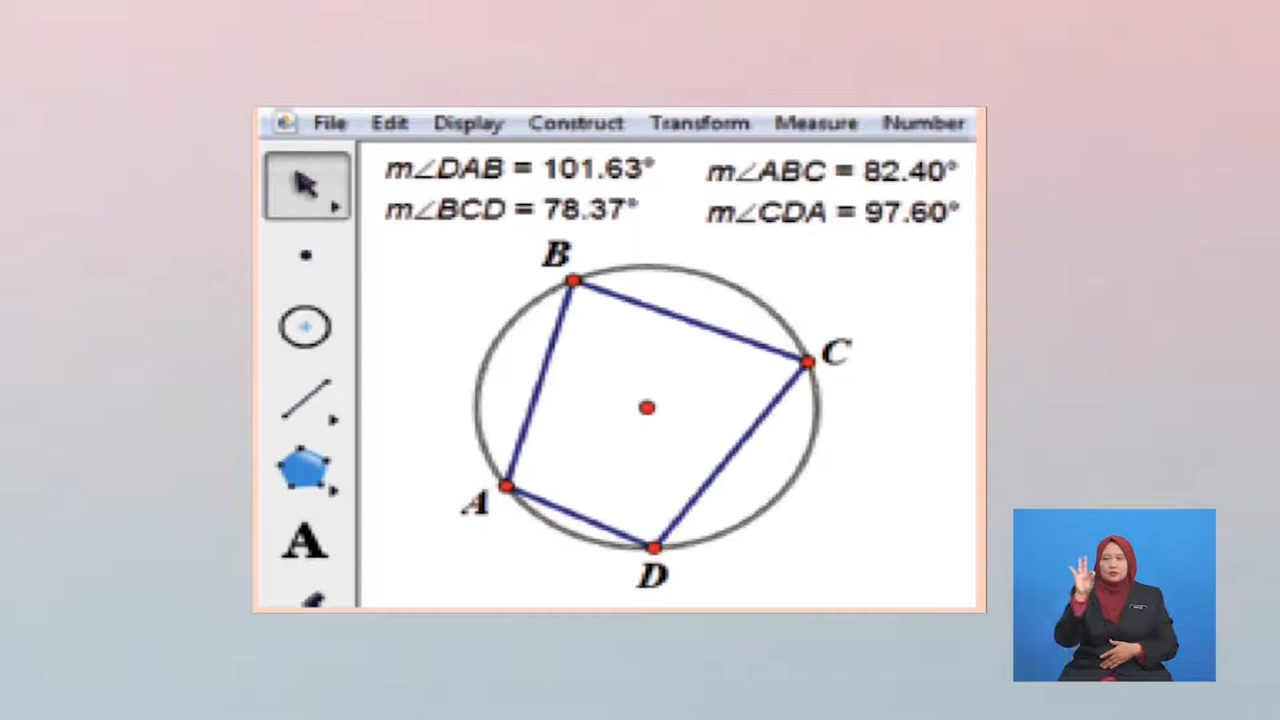 File Edit Display Construct Transform Measure Number
m∠DAB = 101.63° m∠ABC = 82.40°
m∠BCD = 78.37° m∠CDA = 97.60°
B
C
A
D
A